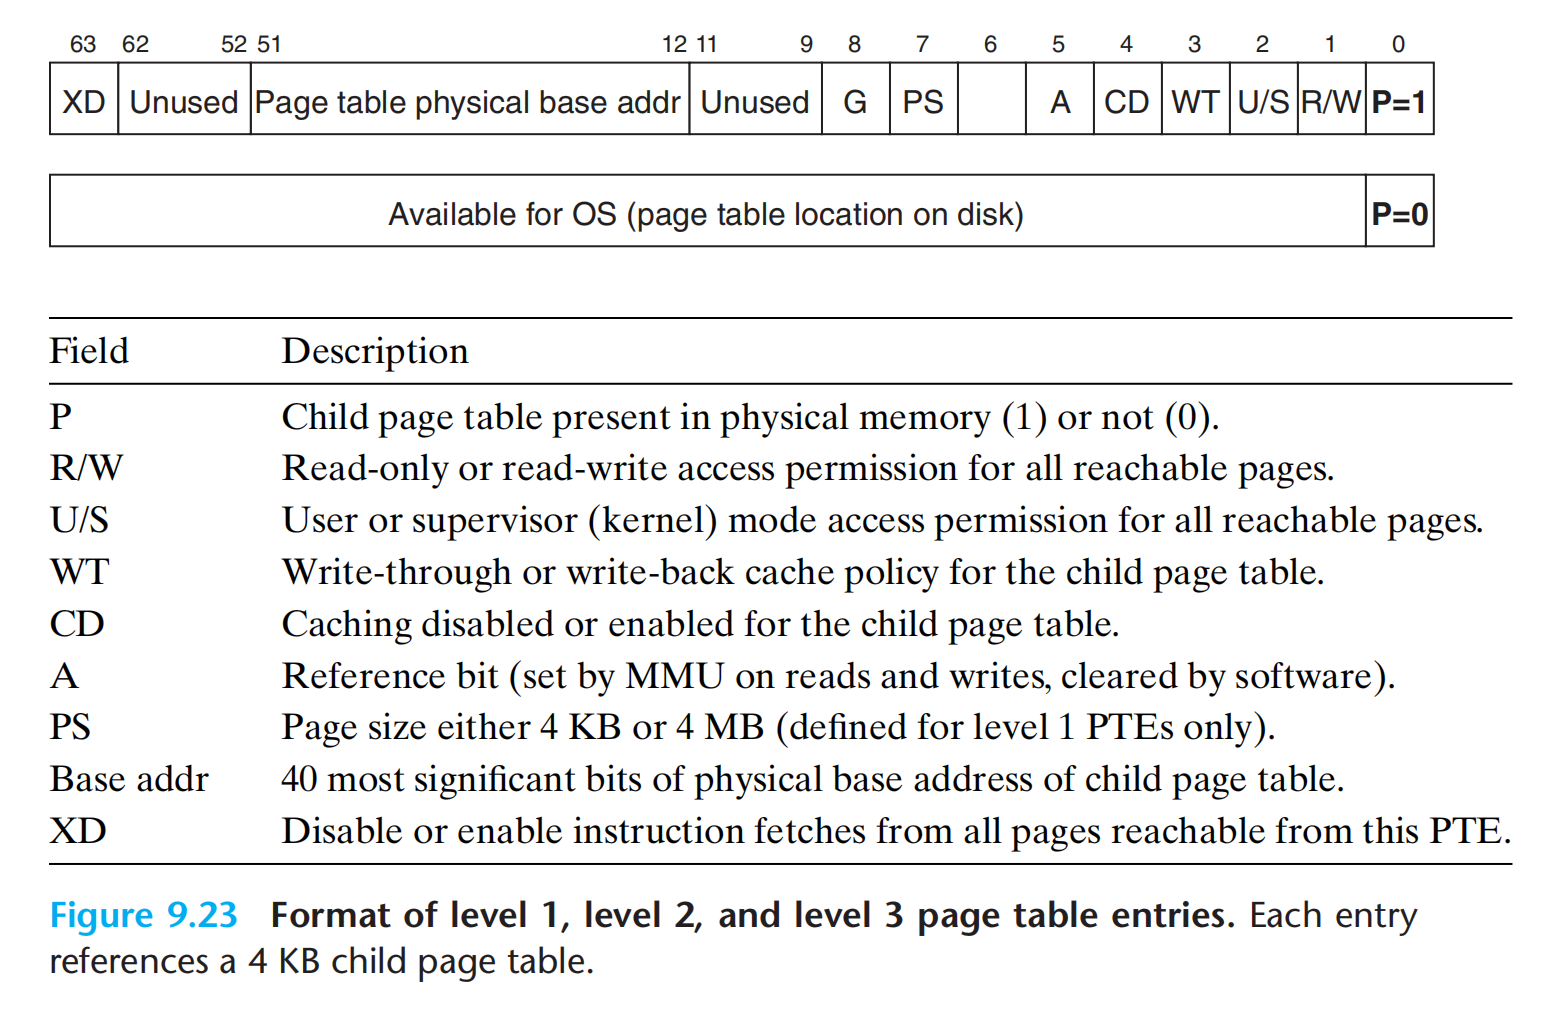 63 62 52 51 12 11 9 8 7 6 5 4 3 2 1 0
XD Unused Page table physical base addr Unused G PS A CD WT U/S R/W P=1
Available for OS (page table location on disk) P=0
Field Description
P Child page table present in physical memory (1) or not (0).
R/W Read-only or read-write access permission for all reachable pages.
U/S User or supervisor (kernel) mode access permission for all reachable pages.
WT Write-through or write-back cache policy for the child page table.
CD Caching disabled or enabled for the child page table.
A Reference bit (set by MMU on reads and writes, cleared by software).
PS Page size either 4 KB or 4 MB (defined for level 1 PTEs only).
Base addr 40 most significant bits of physical base address of child page table.
XD Disable or enable instruction fetches from all pages reachable from this PTE.
Figure 9.23 Format of level 1, level 2, and level 3 page table entries. Each entry
references a 4 KB child page table.